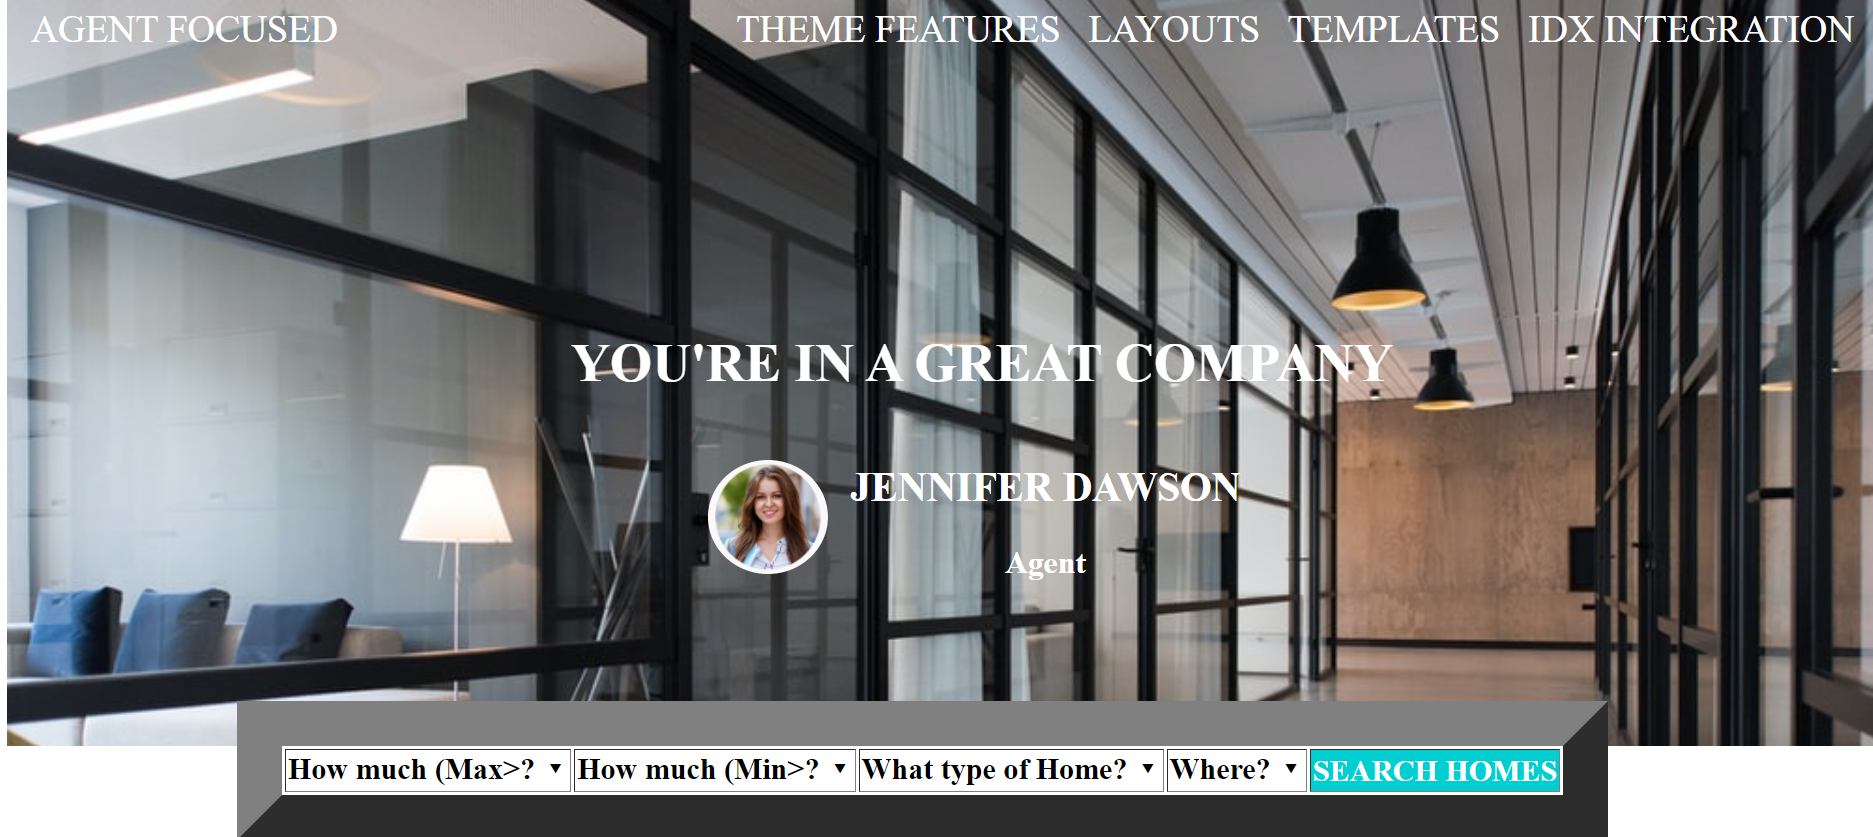 AGENT FOCUSED THEME FEATURES LAYOUTS TEMPLATES IDX INTEGRATION
YOU'RE IN A GREAT COMPANY
JENNIFER DAWSON
Agent
How much (Max>? How much (Min>? What type of Home? Where? SEARCH HOMES